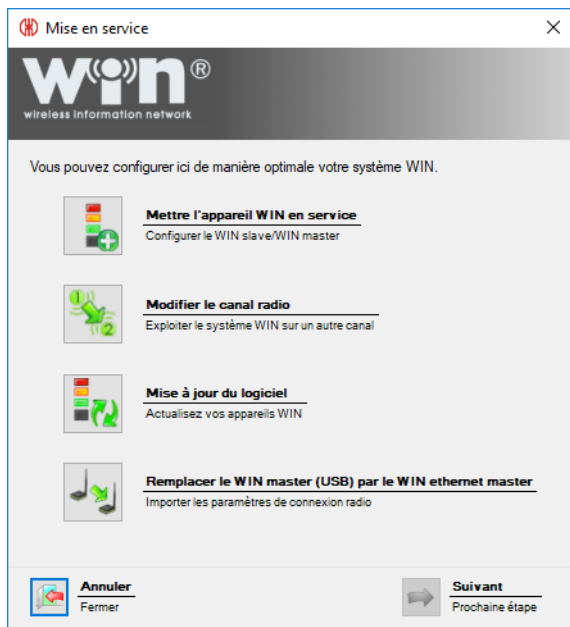 Mise en service
WIN®
wireless information network
Vous pouvez configurer ici de manière optimale votre système WIN.
Mettre l'appareil WIN en service
Configurer le WIN slave/WIN master
1
2
Modifier le canal radio
Exploiter le système WIN sur un autre canal
Mise à jour du logiciel
Actualisez vos appareils WIN
Remplacer le WIN master (USB) par le WIN ethernet master
Importer les paramètres de connexion radio
Annuler
Fermer
Suivant
Prochaine étape